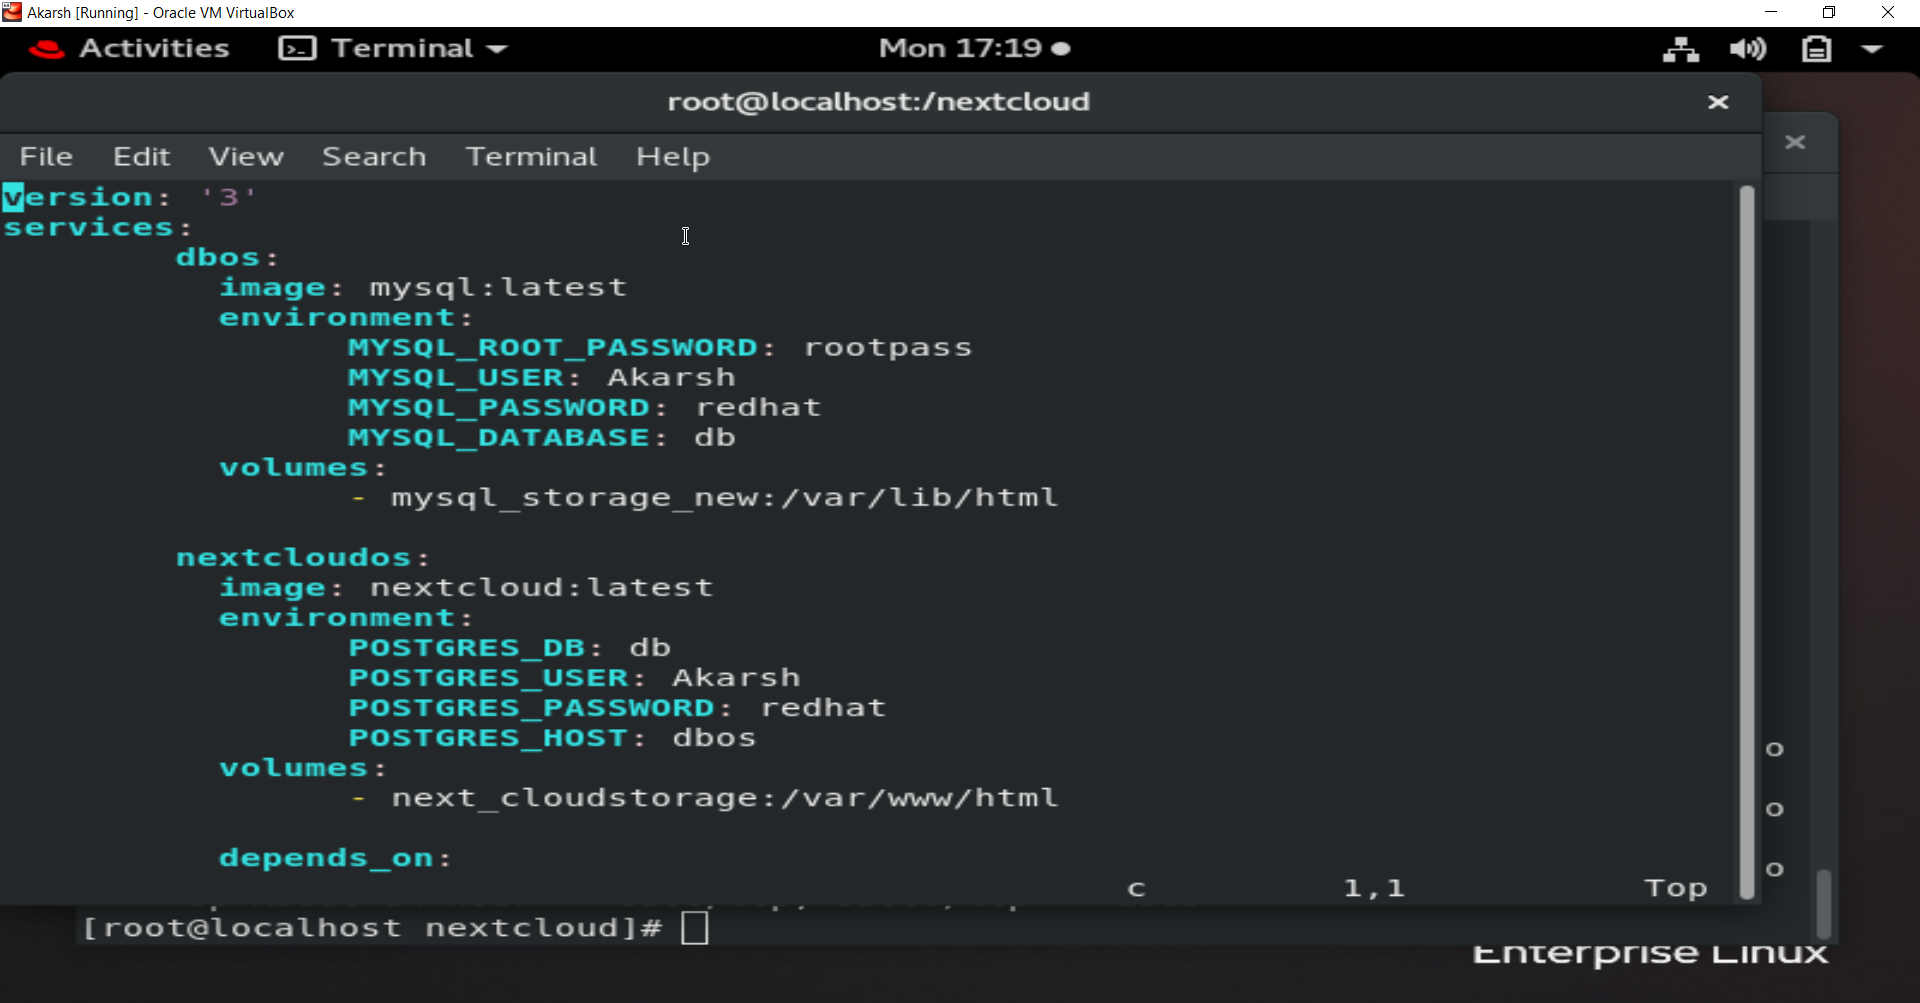 Akarsh [Running] - Oracle VM VirtualBox
Activities Terminal Mon 17:19
root@localhost:/nextcloud
File Edit View Search Terminal Help
version: '3'
services:
dbos:
image: mysql:latest
environment:
MYSQL_ROOT_PASSWORD: rootpass
MYSQL_USER: Akarsh
MYSQL_PASSWORD: redhat
MYSQL_DATABASE: db
volumes:
- mysql_storage_new:/var/lib/html
nextcloudos:
image: nextcloud:latest
environment:
POSTGRES_DB: db
POSTGRES_USER: Akarsh
POSTGRES_PASSWORD: redhat
POSTGRES_HOST: dbos
volumes:
- next_cloudstorage:/var/www/html
depends_on:
c 1,1 Top
o
o
o
[root@localhost nextcloud]#
Enterprise Linux